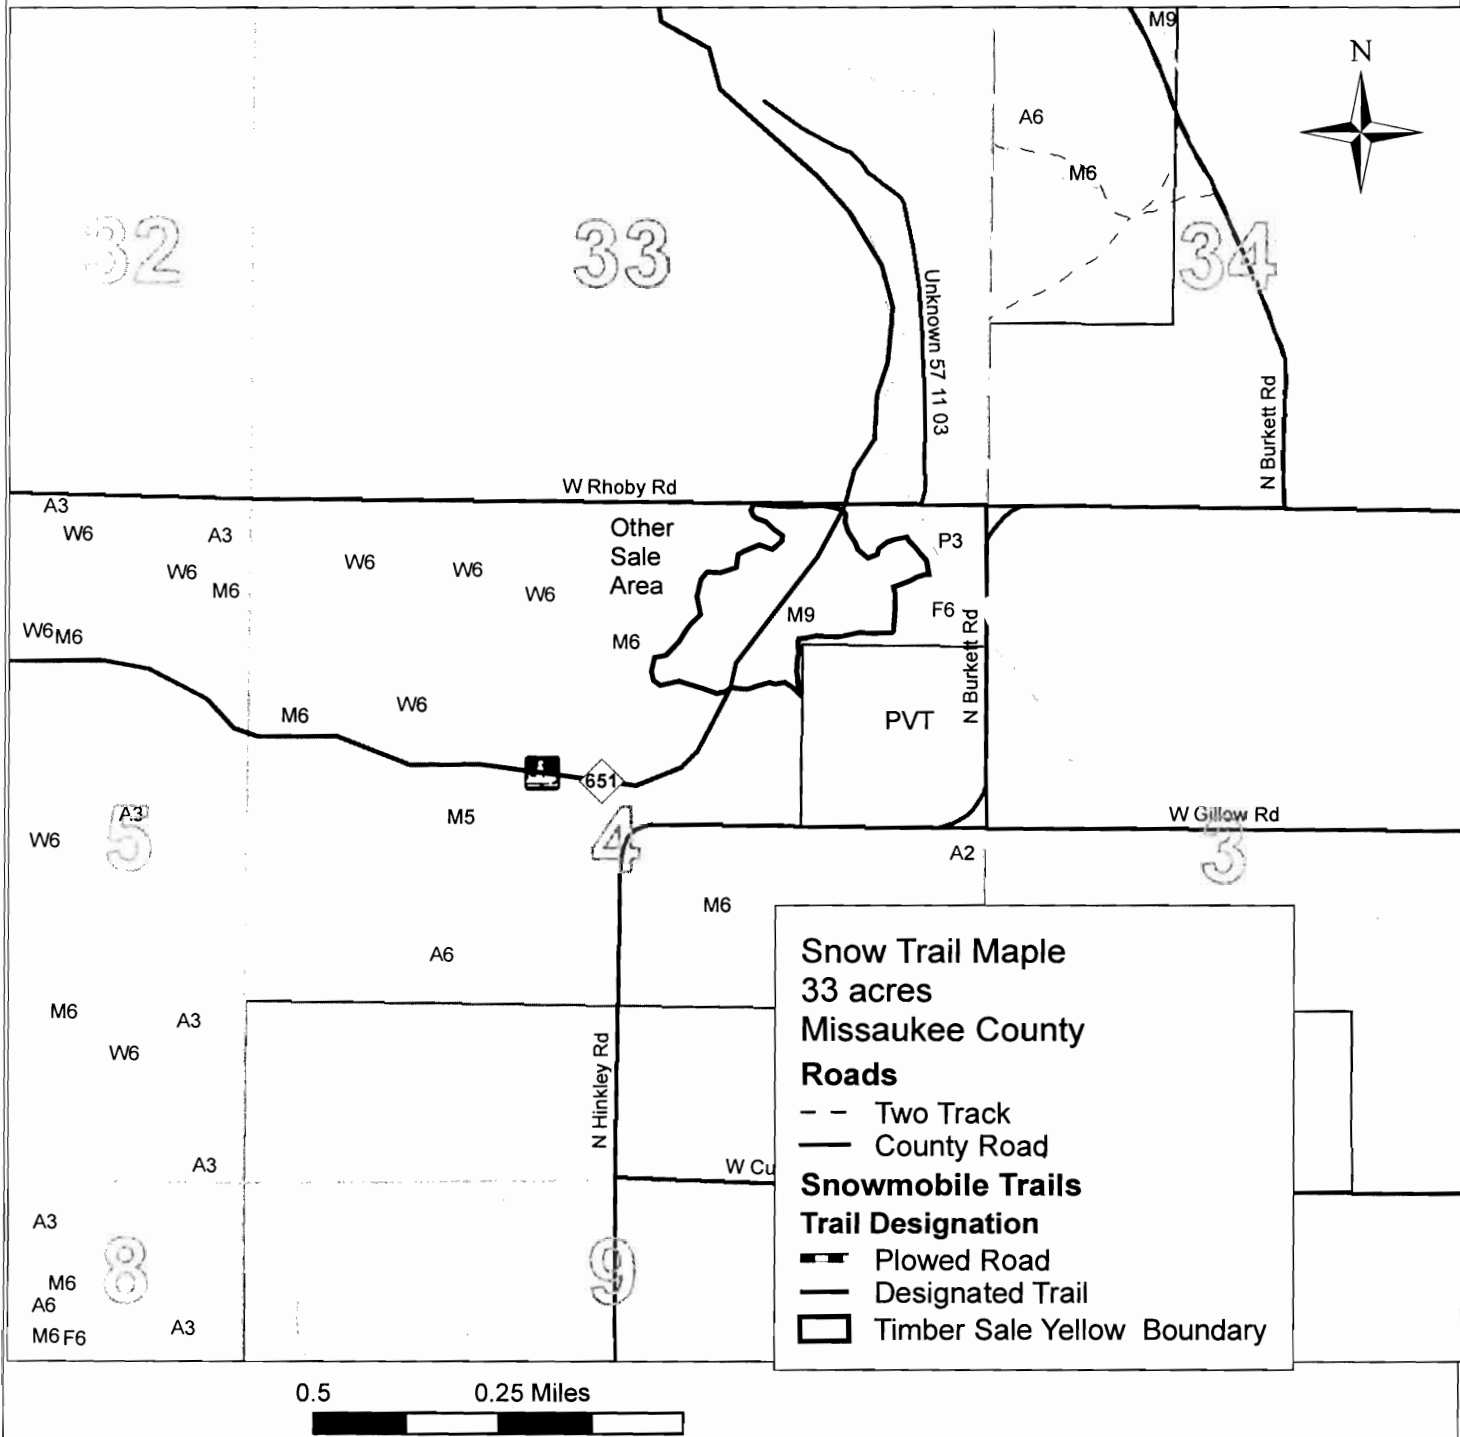 M9
N
A6
M6
32
33
34
Unknown 57 11 03
N Burkett Rd
W Rhoby Rd
A3
W6
A3
W6
M6
W6
W6
W6
Other
Sale
Area
P3
M9
F6
W6 M6
M6
N Burkett Rd
M6
W6
PVT
651
A3
M5
W Gillow Rd
W6
5
4
3
A2
M6
A6
M6
A3
W6
N Hinkley Rd
A3
W Cu
A3
8
9
M6
A6
M6 F6
A3
Snow Trail Maple
33 acres
Missaukee County
Roads
Two Track
County Road
Snowmobile Trails
Trail Designation
Plowed Road
Designated Trail
Timber Sale Yellow Boundary
0.5
0.25 Miles